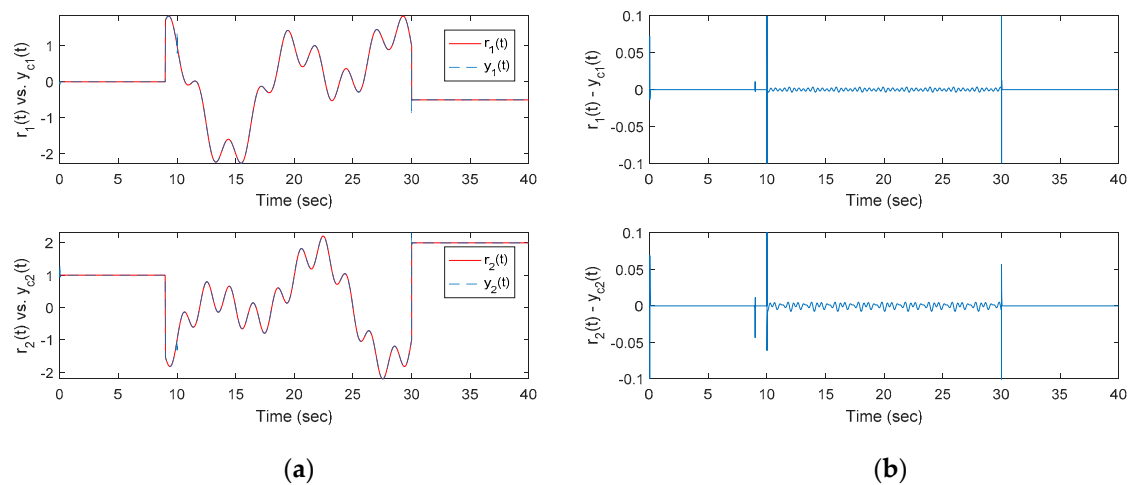 r1(t) vs. yc1(t)
1
0
-1
-2
0 5 10 15 20 25 30 35 40
Time (sec)
r1(t)
y1(t)
r2(t) vs. yc2(t)
2
1
0
-1
-2
0 5 10 15 20 25 30 35 40
Time (sec)
r2(t)
y2(t)
(a)
r1(t) - yc1(t)
0.1
0.05
0
-0.05
-0.1
0 5 10 15 20 25 30 35 40
Time (sec)
r2(t) - yc2(t)
0.1
0.05
0
-0.05
-0.1
0 5 10 15 20 25 30 35 40
Time (sec)
(b)